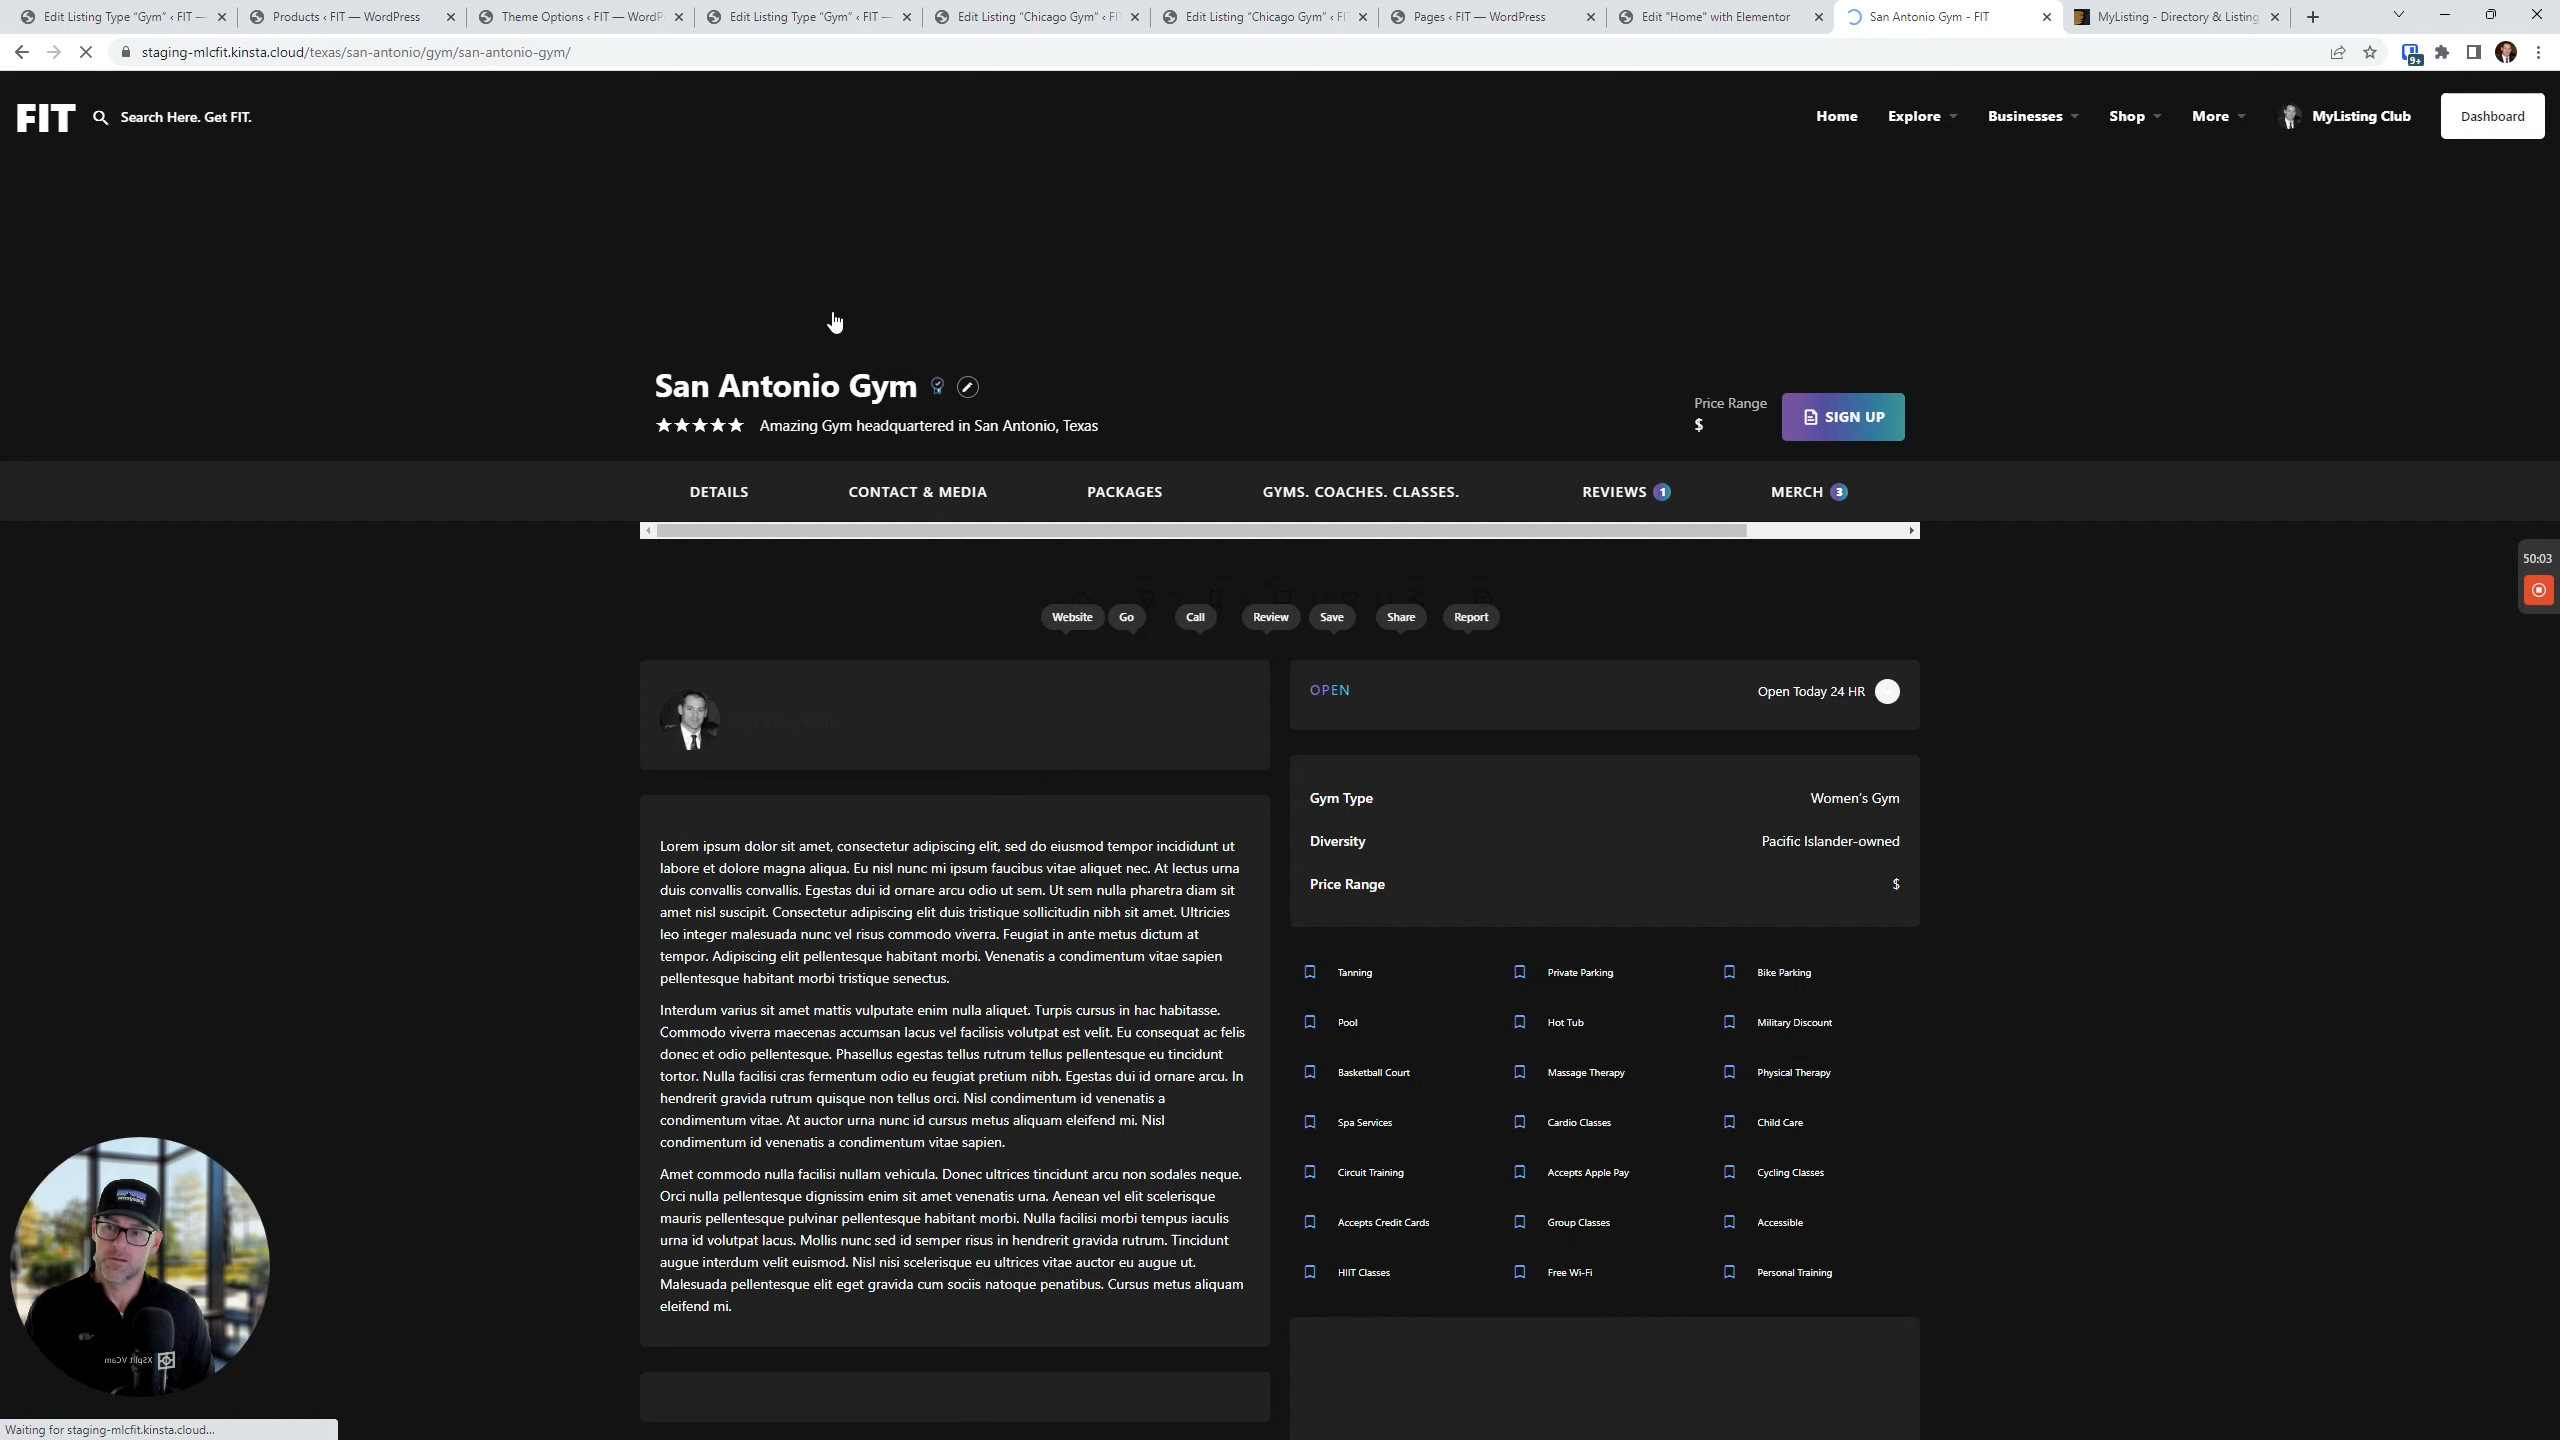 Edit Listing Type “Gym” ‹ FIT —
Products ‹ FIT — WordPress
Theme Options ‹ FIT — WordP
Edit Listing Type “Gym” ‹ FIT —
Edit Listing “Chicago Gym” ‹ FI
Edit Listing “Chicago Gym” ‹ FI
Pages ‹ FIT — WordPress
Edit "Home" with Elementor
San Antonio Gym - FIT
MyListing - Directory & Listing
staging-mlcfit.kinsta.cloud/texas/san-antonio/gym/san-antonio-gym/
9+
FIT
Search Here. Get FIT.
Home
Explore
Businesses
Shop
More
MyListing Club
Dashboard
San Antonio Gym
Amazing Gym headquartered in San Antonio, Texas
Price Range
$
SIGN UP
DETAILS
CONTACT & MEDIA
PACKAGES
GYMS. COACHES. CLASSES.
REVIEWS 1
MERCH 3
50:03
Website
Go
Call
Review
Save
Share
Report
OPEN
Open Today 24 HR
Gym Type Women’s Gym
Diversity Pacific Islander-owned
Price Range $
Lorem ipsum dolor sit amet, consectetur adipiscing elit, sed do eiusmod tempor incididunt ut
labore et dolore magna aliqua. Eu nisl nunc mi ipsum faucibus vitae aliquet nec. At lectus urna
duis convallis convallis. Egestas dui id ornare arcu odio ut sem. Ut sem nulla pharetra diam sit
amet nisl suscipit. Consectetur adipiscing elit duis tristique sollicitudin nibh sit amet. Ultricies
leo integer malesuada nunc vel risus commodo viverra. Feugiat in ante metus dictum at
tempor. Adipiscing elit pellentesque habitant morbi. Venenatis a condimentum vitae sapien
pellentesque habitant morbi tristique senectus.
Interdum varius sit amet mattis vulputate enim nulla aliquet. Turpis cursus in hac habitasse.
Commodo viverra maecenas accumsan lacus vel facilisis volutpat est velit. Eu consequat ac felis
donec et odio pellentesque. Phasellus egestas tellus rutrum tellus pellentesque eu tincidunt
tortor. Nulla facilisi cras fermentum odio eu feugiat pretium nibh. Egestas dui id ornare arcu. In
hendrerit gravida rutrum quisque non tellus orci. Nisl condimentum id venenatis a
condimentum vitae. At auctor urna nunc id cursus metus aliquam eleifend mi. Nisl
condimentum id venenatis a condimentum vitae sapien.
Amet commodo nulla facilisi nullam vehicula. Donec ultrices tincidunt arcu non sodales neque.
Orci nulla pellentesque dignissim enim sit amet venenatis urna. Aenean vel elit scelerisque
mauris pellentesque pulvinar pellentesque habitant morbi. Nulla facilisi morbi tempus iaculis
urna id volutpat lacus. Mollis nunc sed id semper risus in hendrerit gravida rutrum. Tincidunt
augue interdum velit euismod. Nisl nisi scelerisque eu ultrices vitae auctor eu augue ut.
Malesuada pellentesque elit eget gravida cum sociis natoque penatibus. Cursus metus aliquam
eleifend mi.
Tanning
Private Parking
Bike Parking
Pool
Hot Tub
Military Discount
Basketball Court
Massage Therapy
Physical Therapy
Spa Services
Cardio Classes
Child Care
Circuit Training
Accepts Apple Pay
Cycling Classes
Accepts Credit Cards
Group Classes
Accessible
HIIT Classes
Free Wi-Fi
Personal Training
XSplit VCam
Waiting for staging-mlcfit.kinsta.cloud...